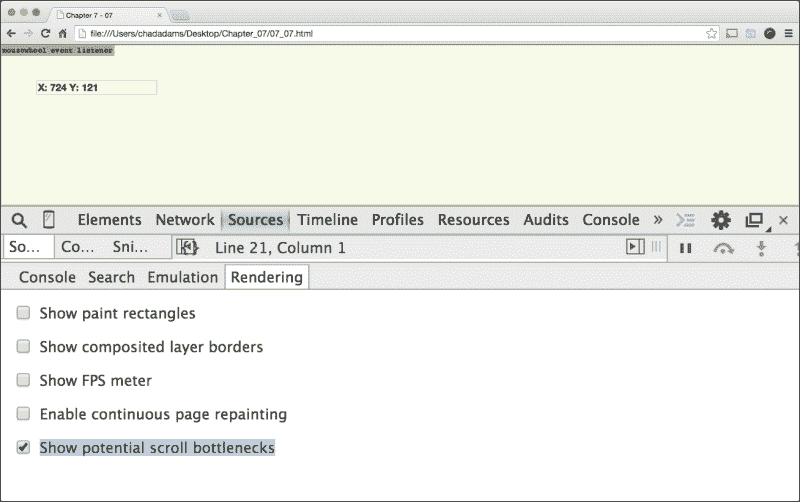 Chapter 7 - 07
file:///Users/chadadams/Desktop/Chapter_07/07_07.html
mousewheel event listener
X: 724 Y: 121
Elements Network Sources Timeline Profiles Resources Audits Console »
So... Co... Sni... Line 21, Column 1
Console Search Emulation Rendering
Show paint rectangles
Show composited layer borders
Show FPS meter
Enable continuous page repainting
Show potential scroll bottlenecks